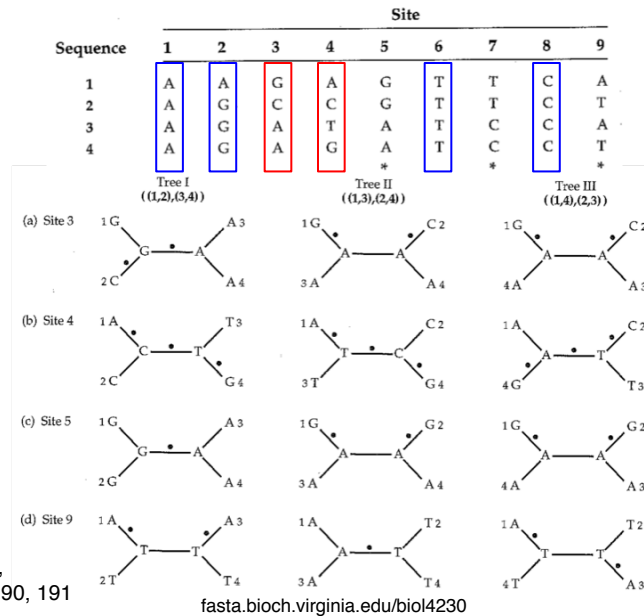 Site
Sequence 1 2 3 4 5 6 7 8 9
1 A A G A G T T C A
2 A G C C G T T C T
3 A G A T A T C C A
4 A G A G A T C C T
* * *
Tree I Tree II Tree III
((1,2),(3,4)) ((1,3),(2,4)) ((1,4),(2,3))
(a) Site 3 1 G A 3 1 G C 2 1 G C 2
G A A A A A
2 C A 4 3 A A 4 4 A A 3
(b) Site 4 1 A T 3 1 A C 2 1 A C 2
C T T C A T
2 C G 4 3 T G 4 4 G T 3
(c) Site 5 1 G A 3 1 G G 2 1 G G 2
G A A A A A
2 G A 4 3 A A 4 4 A A 3
(d) Site 9 1 A A 3 1 A T 2 1 A T 2
T T A T T T
2 T T 4 3 A T 4 4 T A 3
,
90, 191
fasta.bioch.virginia.edu/biol4230